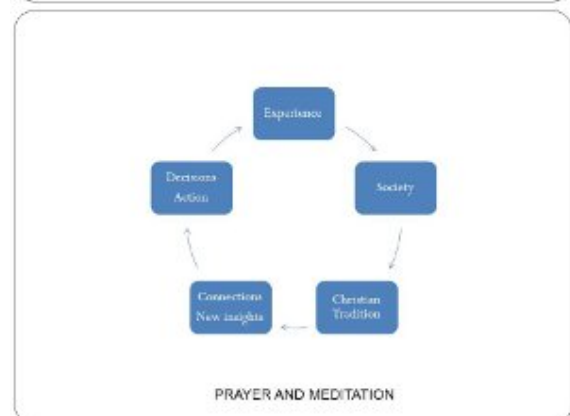 Experience
Society
Christian
Tradition
Connections
New insights
Decisions
Action
PRAYER AND MEDITATION